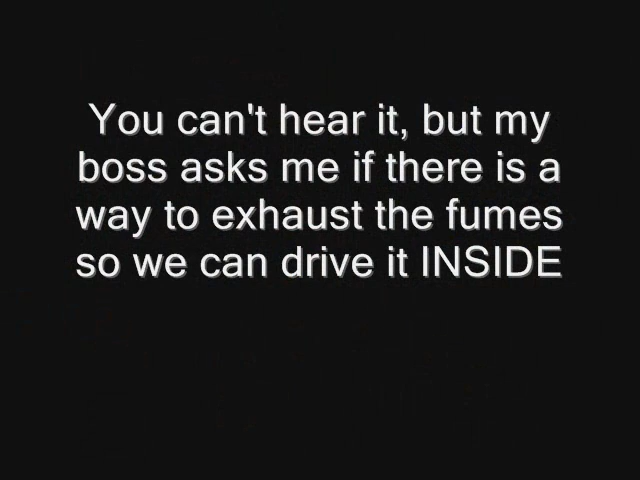 You can't hear it, but my
boss asks me if there is a
way to exhaust the fumes
so we can drive it INSIDE